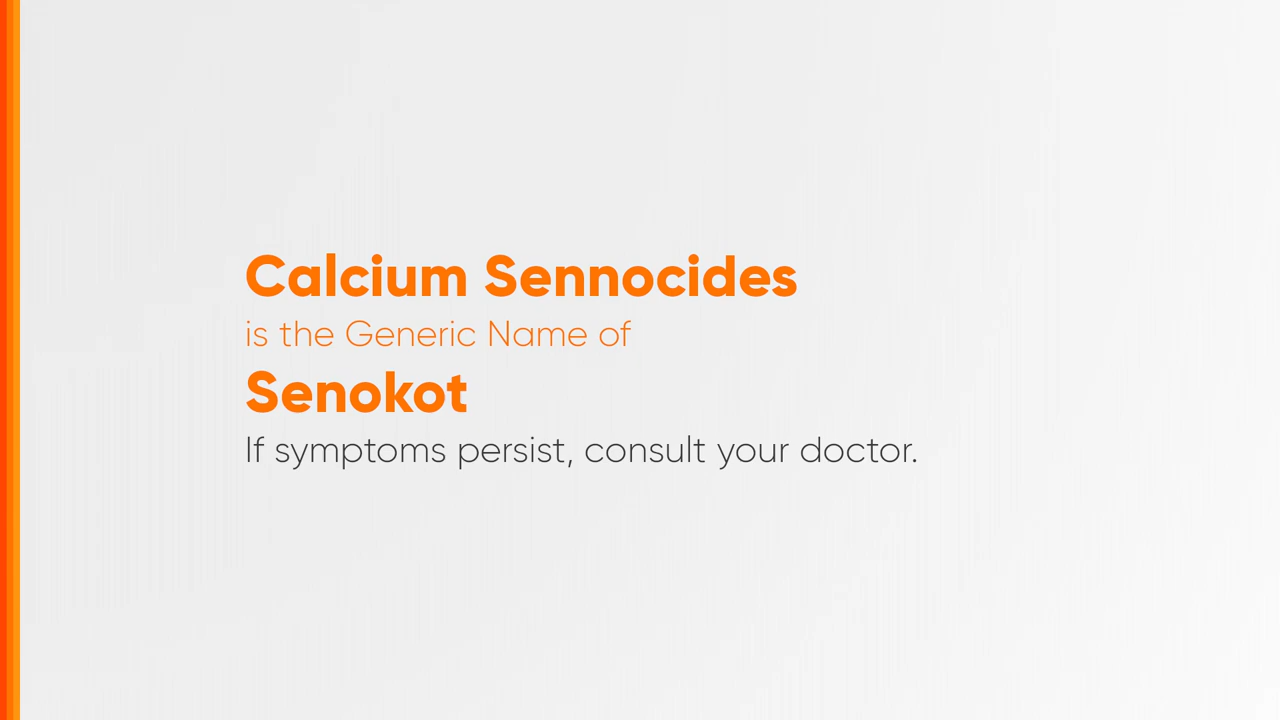 Calcium Sennocides
is the Generic Name of
Senokot
If symptoms persist, consult your doctor.